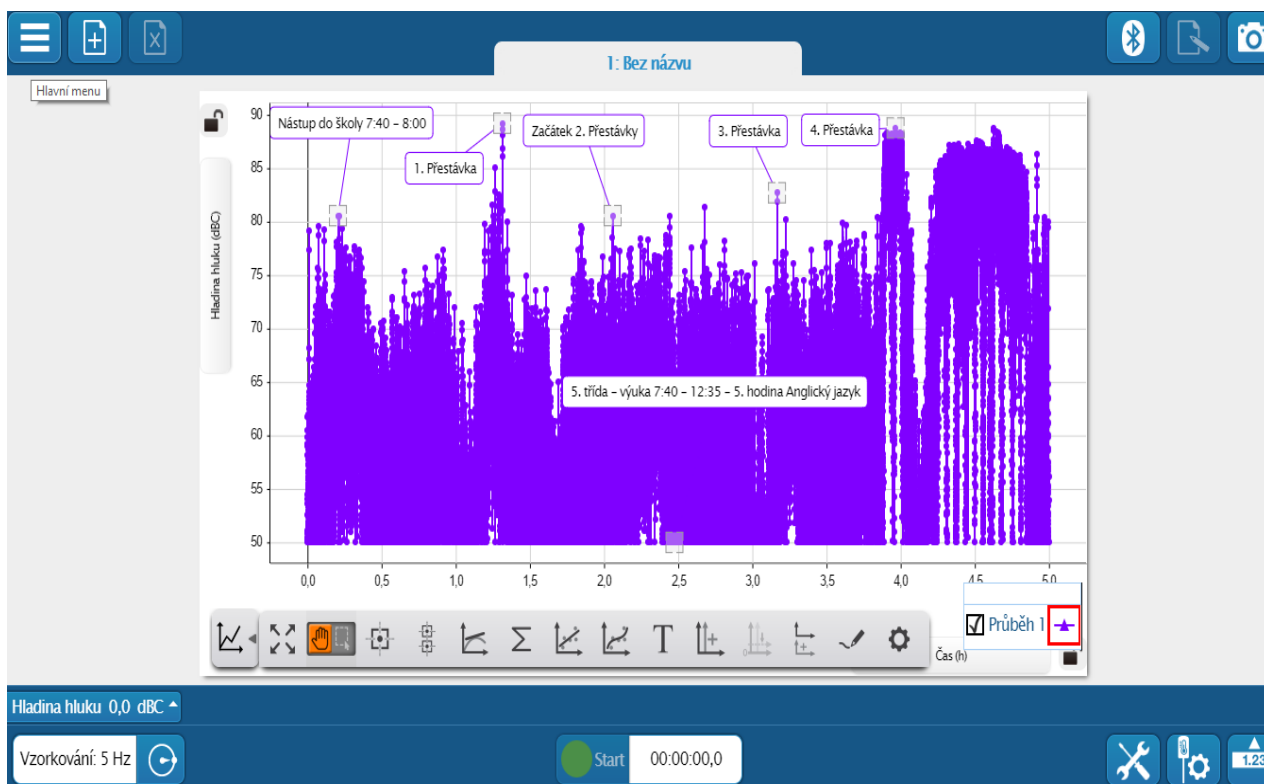 1: Bez názvu
Hlavní menu
Nástup do školy 7:40 – 8:00
1. Přestávka
Začátek 2. Přestávky
3. Přestávka
4. Přestávka
Hladina hluku (dBC)
90
85
80
75
70
65
60
55
50
5. třída – výuka 7:40 – 12:35 – 5. hodina Anglický jazyk
0,0 0,5 1,0 1,5 2,0 2,5 3,0 3,5 4,0 4,5 5,0
Průběh 1
Σ
T
Čas (h)
Hladina hluku 0,0 dBC
Vzorkování: 5 Hz
Start 00:00:00,0
1.23